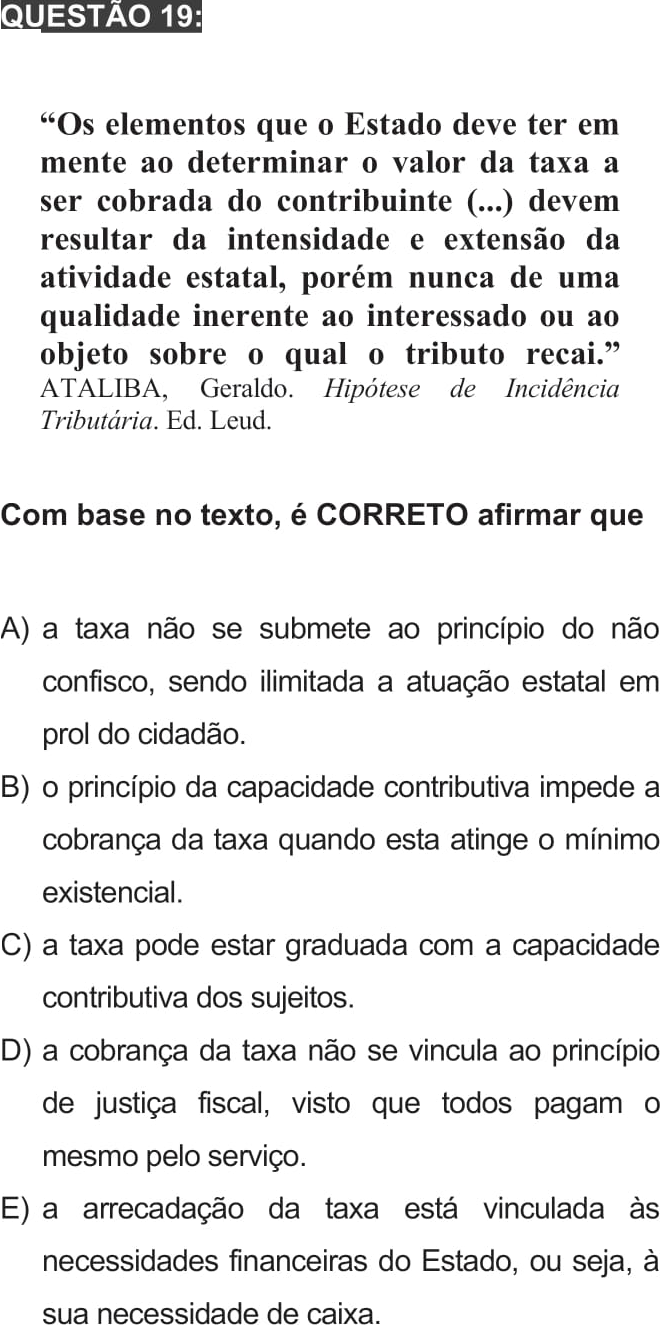 QUESTÃO 19:
“Os elementos que o Estado deve ter em
mente ao determinar o valor da taxa a
ser cobrada do contribuinte (...) devem
resultar da intensidade e extensão da
atividade estatal, porém nunca de uma
qualidade inerente ao interessado ou ao
objeto sobre o qual o tributo recai.”
ATALIBA, Geraldo. Hipótese de Incidência
Tributária. Ed. Leud.
Com base no texto, é CORRETO afirmar que
A) a taxa não se submete ao princípio do não
confisco, sendo ilimitada a atuação estatal em
prol do cidadão.
B) o princípio da capacidade contributiva impede a
cobrança da taxa quando esta atinge o mínimo
existencial.
C) a taxa pode estar graduada com a capacidade
contributiva dos sujeitos.
D) a cobrança da taxa não se vincula ao princípio
de justiça fiscal, visto que todos pagam o
mesmo pelo serviço.
E) a arrecadação da taxa está vinculada às
necessidades financeiras do Estado, ou seja, à
sua necessidade de caixa.